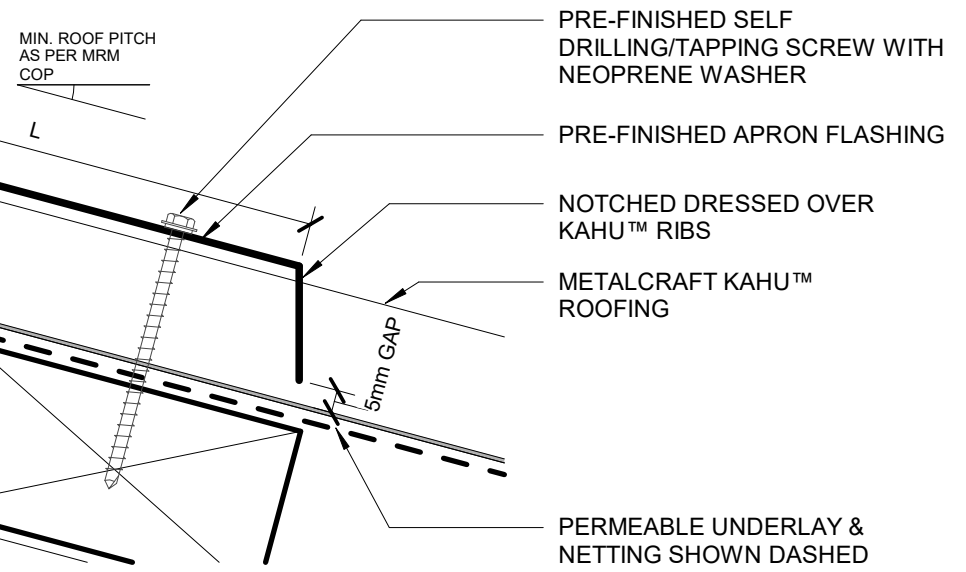 MIN. ROOF PITCH
AS PER MRM
COP
L
PRE-FINISHED SELF
DRILLING/TAPPING SCREW WITH
NEOPRENE WASHER
PRE-FINISHED APRON FLASHING
NOTCHED DRESSED OVER
KAHU™ RIBS
METALCRAFT KAHU™
ROOFING
5mm GAP
PERMEABLE UNDERLAY &
NETTING SHOWN DASHED